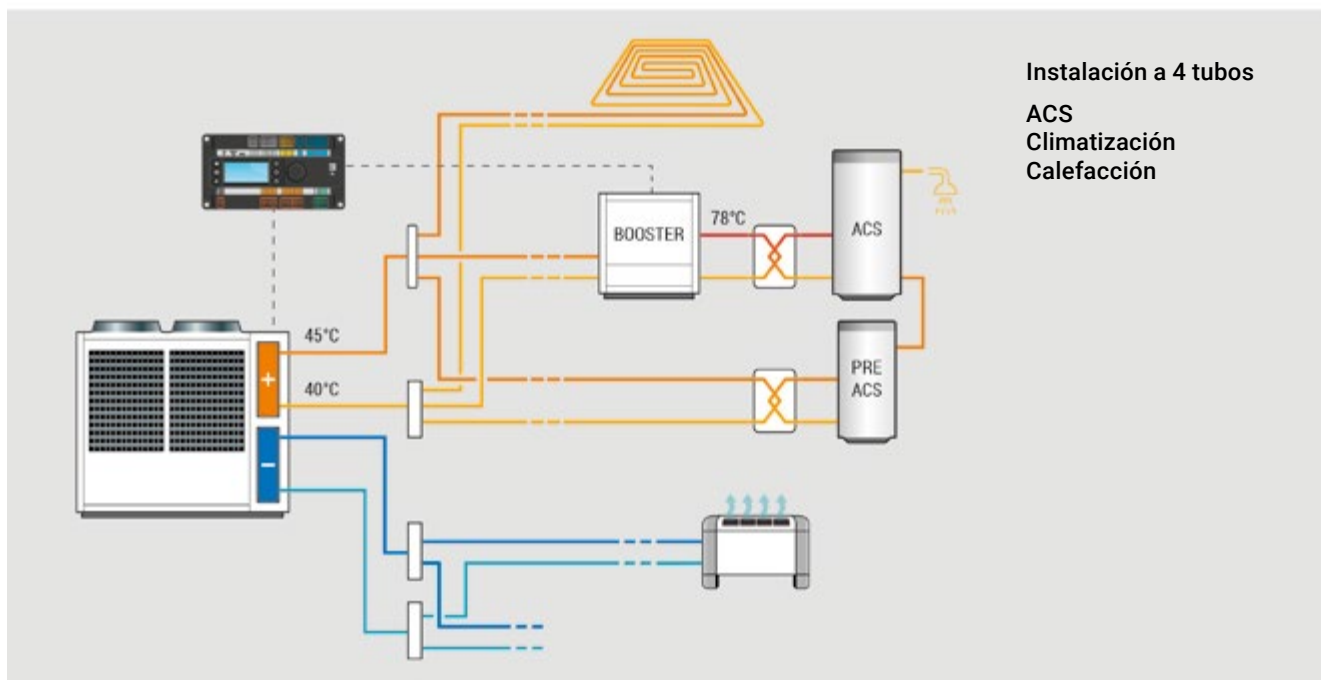 Instalación a 4 tubos
ACS
Climatización
Calefacción
BOOSTER
78°C
ACS
45°C
+
40°C
−
PRE
ACS